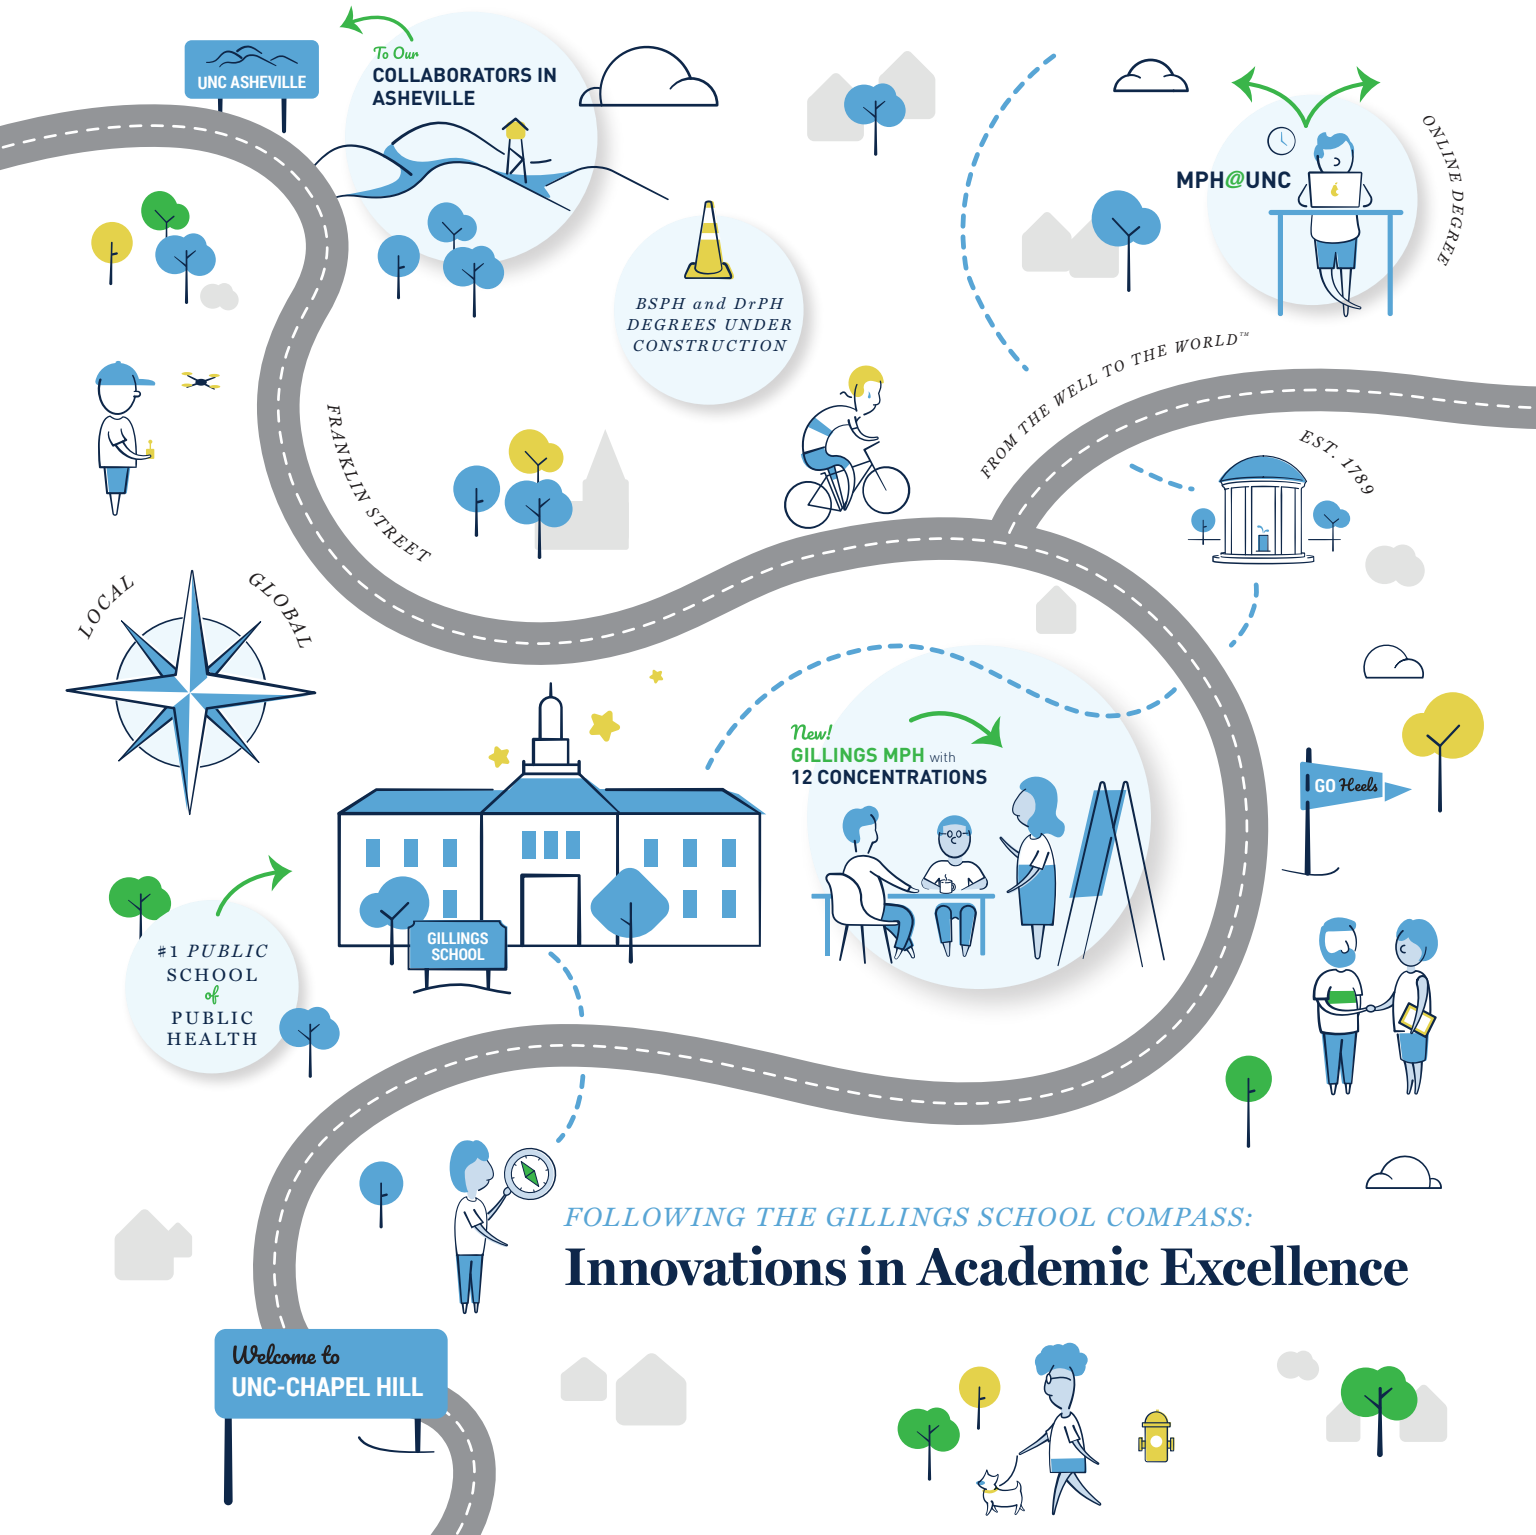 UNC ASHEVILLE
To Our
COLLABORATORS IN
ASHEVILLE
MPH@UNC
ONLINE DEGREE
BSPH and DrPH
DEGREES UNDER
CONSTRUCTION
FROM THE WELL TO THE WORLD™
FRANKLIN STREET
EST. 1789
LOCAL
GLOBAL
New!
GILLINGS MPH with
12 CONCENTRATIONS
GO Heels
GILLINGS
SCHOOL
#1 PUBLIC
SCHOOL
of
PUBLIC
HEALTH
FOLLOWING THE GILLINGS SCHOOL COMPASS:
Innovations in Academic Excellence
Welcome to
UNC-CHAPEL HILL